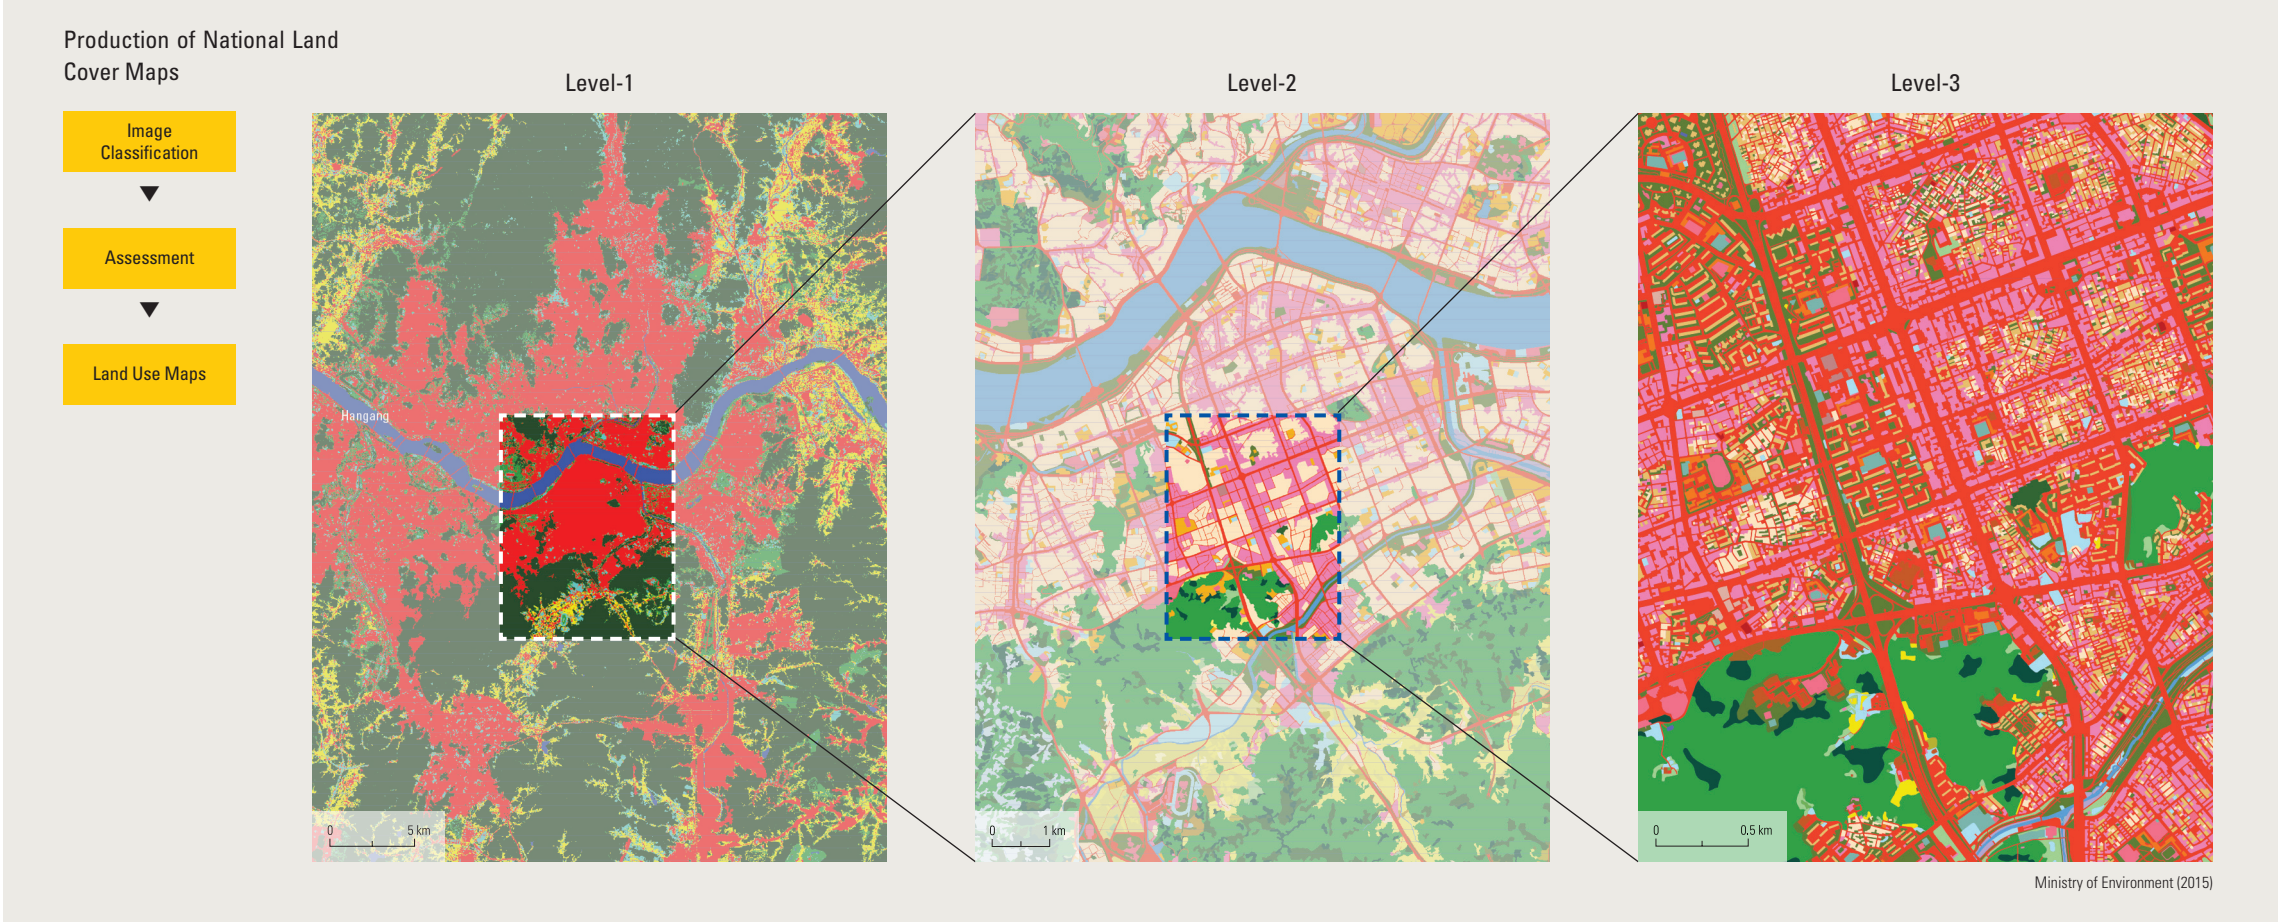 Production of National Land
Cover Maps
Image
Classification
Assessment
Land Use Maps
Level-1
Hangang
0 5 km
Level-2
0 1 km
Level-3
0 0.5 km
Ministry of Environment (2015)